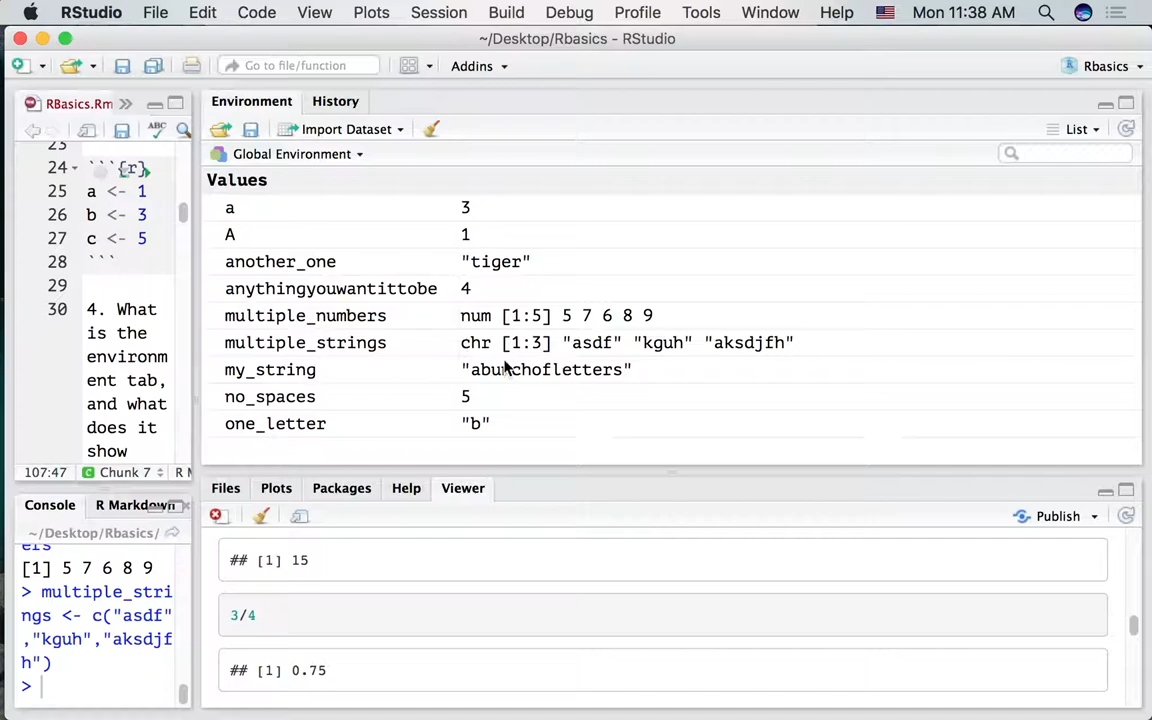 RStudio File Edit Code View Plots Session Build Debug Profile Tools Window Help Mon 11:38 AM
~/Desktop/Rbasics - RStudio
Go to file/function Addins Rbasics
RBasics.Rm
ABC
23
24 ```{r}
25 a <- 1
26 b <- 3
27 c <- 5
28 ```
29
30 4. What
is the
environm
ent tab,
and what
does it
show
107:47 Chunk 7 R M
Console R Markdown
~/Desktop/Rbasics/
ers
[1] 5 7 6 8 9
> multiple_stri
ngs <- c("asdf"
,"kguh","aksdjf
h")
>
Environment History
Import Dataset List
Global Environment
Values
a 3
A 1
another_one "tiger"
anythingyouwantittobe 4
multiple_numbers num [1:5] 5 7 6 8 9
multiple_strings chr [1:3] "asdf" "kguh" "aksdjfh"
my_string "abunchofletters"
no_spaces 5
one_letter "b"
Files Plots Packages Help Viewer
Publish
## [1] 15
3/4
## [1] 0.75